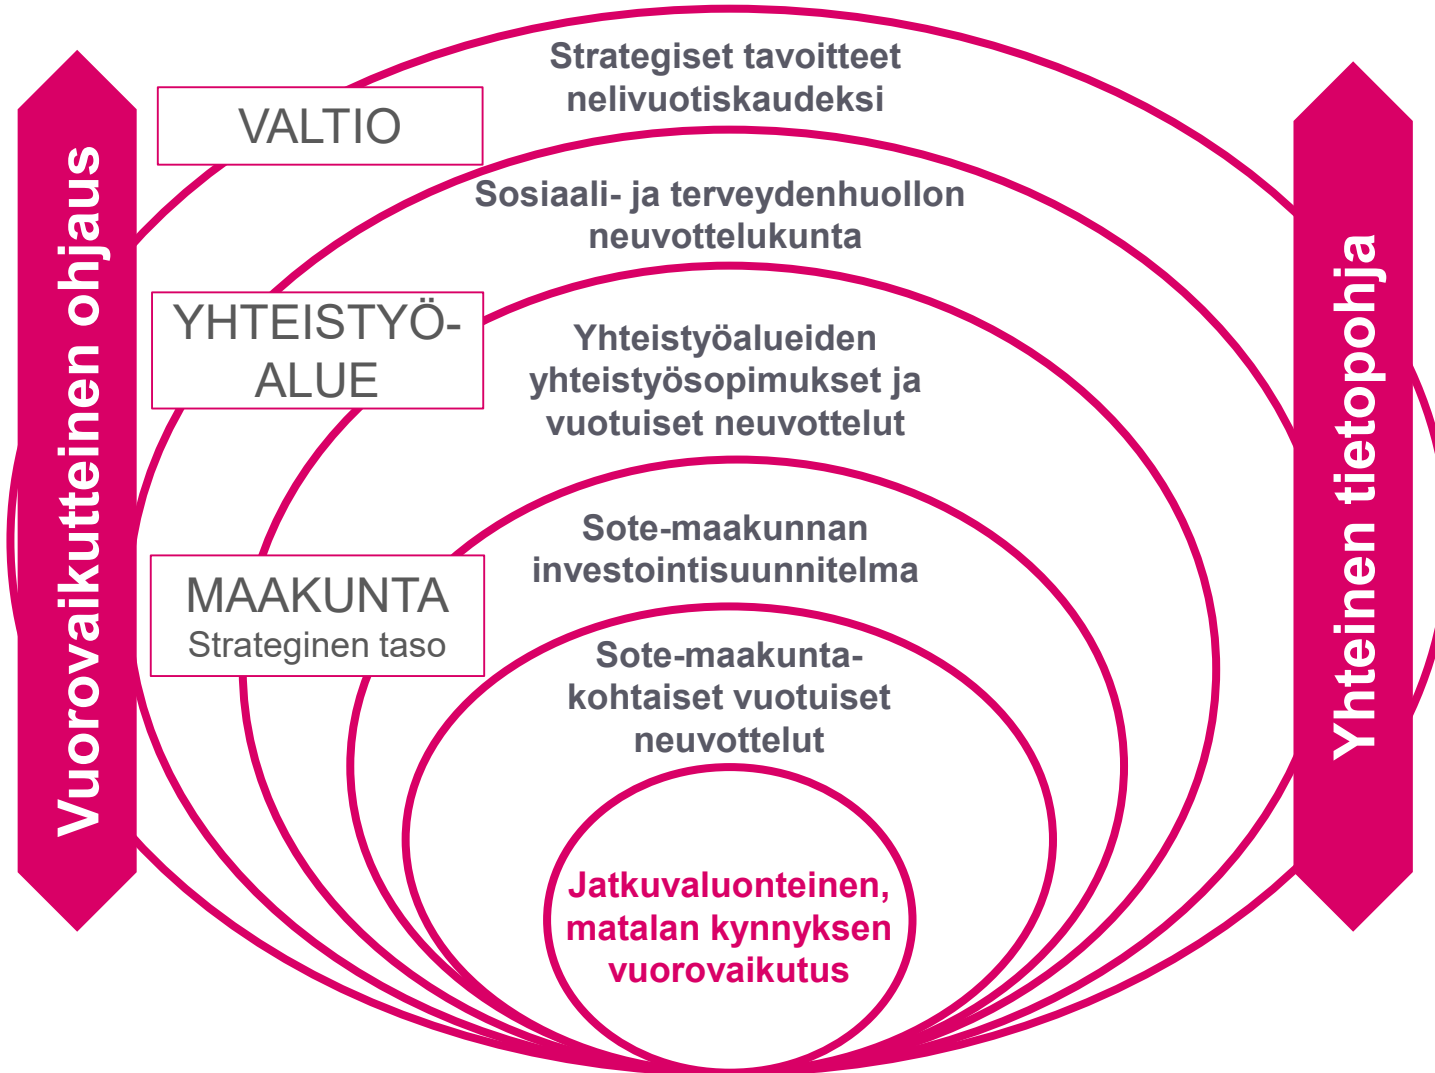 Strategiset tavoitteet
nelivuotiskaudeksi
VALTIO
Sosiaali- ja terveydenhuollon
neuvottelukunta
YHTEISTYÖ-
ALUE
Yhteistyöalueiden
yhteistyösopimukset ja
vuotuiset neuvottelut
Sote-maakunnan
investointisuunnitelma
MAAKUNTA
Strateginen taso
Sote-maakunta-
kohtaiset vuotuiset
neuvottelut
Jatkuvaluonteinen,
matalan kynnyksen
vuorovaikutus
Vuorovaikutteinen ohjaus
Yhteinen tietopohja